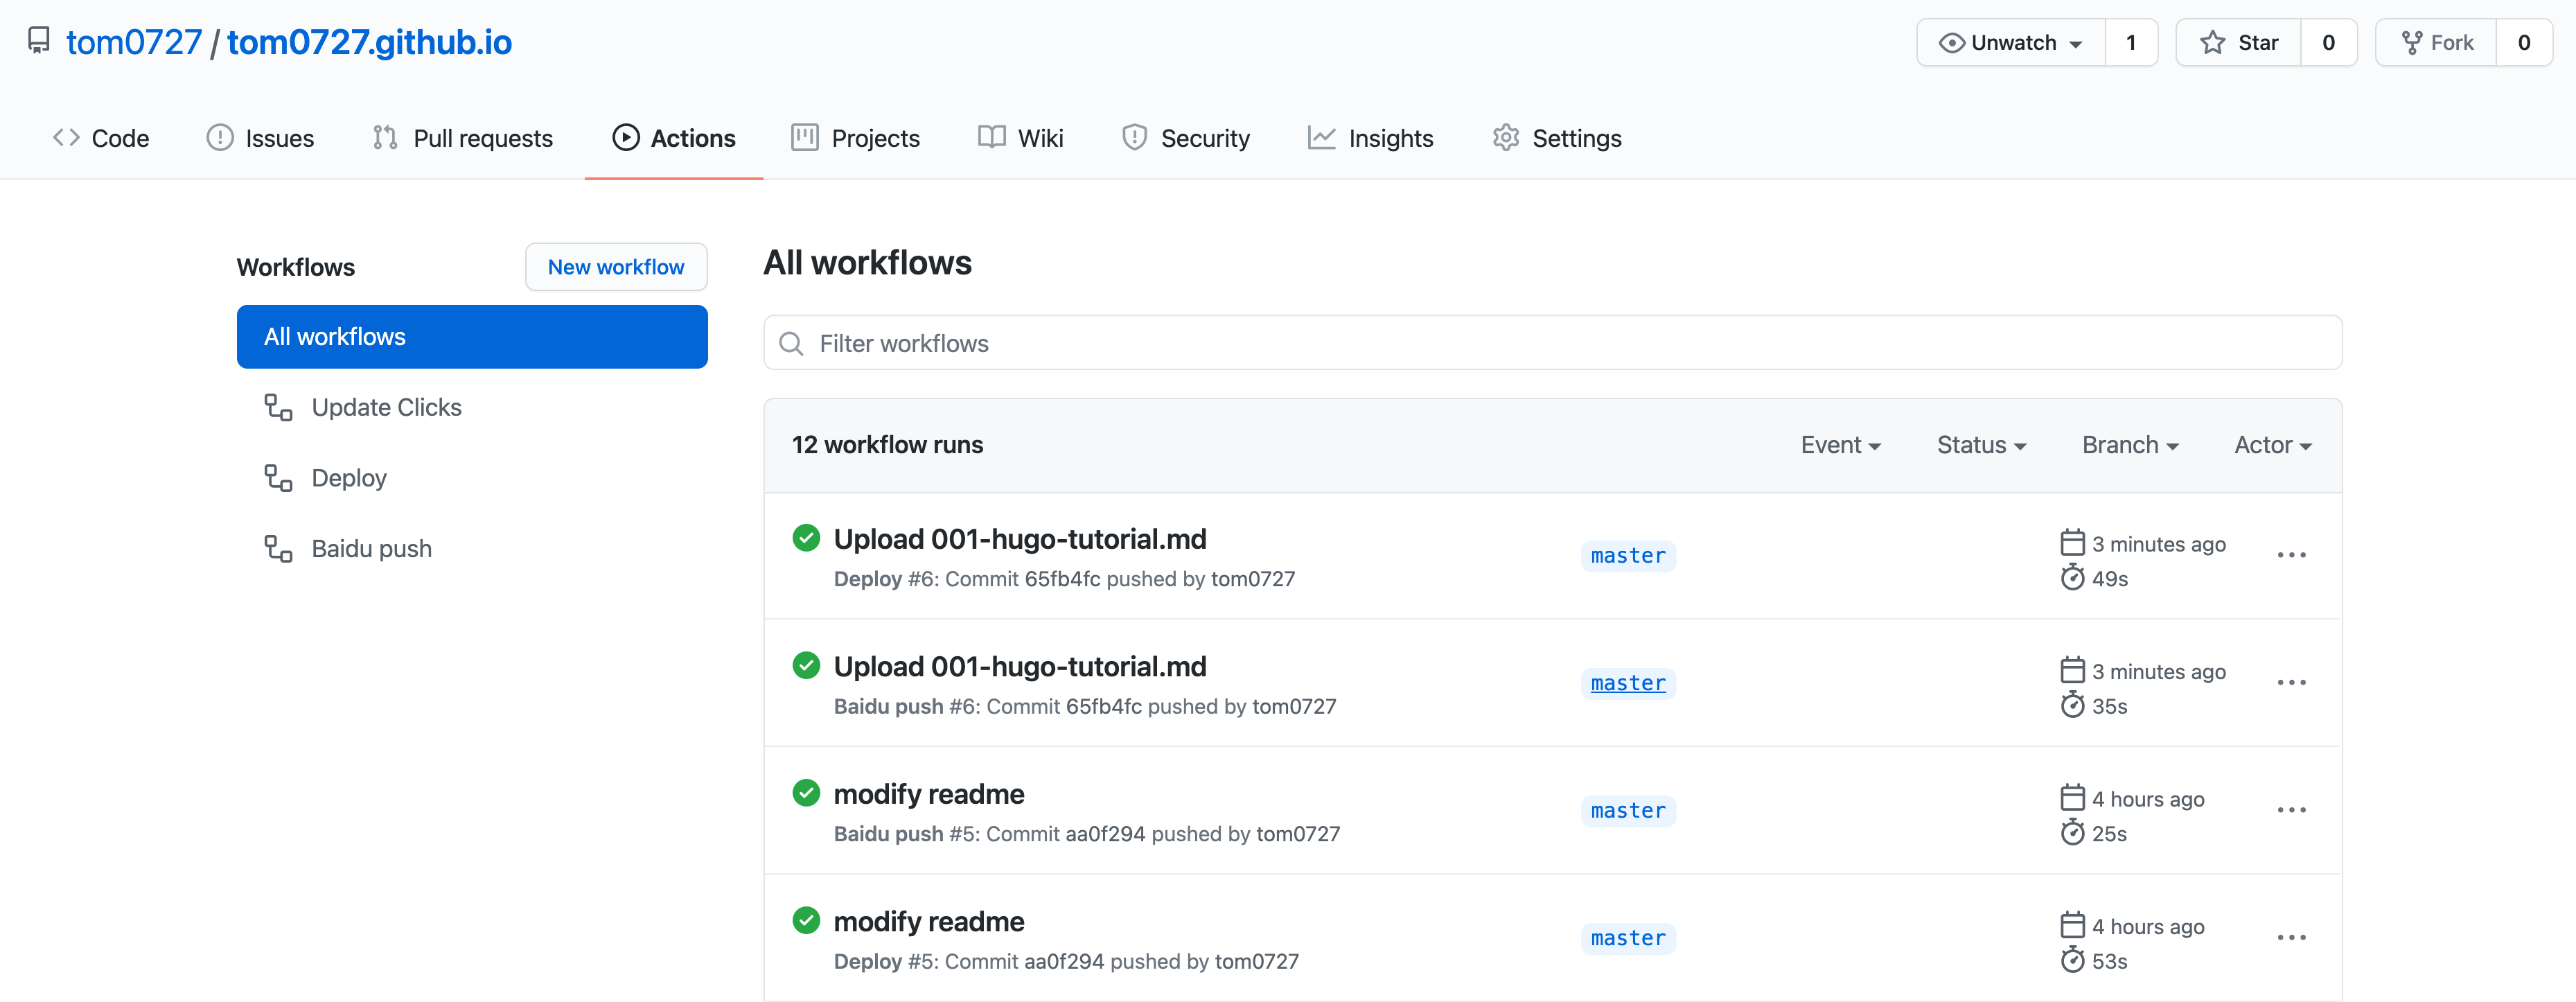 tom0727 / tom0727.github.io
Unwatch 1 Star 0 Fork 0
Code Issues Pull requests Actions Projects Wiki Security Insights Settings
Workflows
New workflow
All workflows
Update Clicks
Deploy
Baidu push
All workflows
Filter workflows
12 workflow runs
Event Status Branch Actor
Upload 001-hugo-tutorial.md
Deploy #6: Commit 65fb4fc pushed by tom0727
master
3 minutes ago
49s
Upload 001-hugo-tutorial.md
Baidu push #6: Commit 65fb4fc pushed by tom0727
master
3 minutes ago
35s
modify readme
Baidu push #5: Commit aa0f294 pushed by tom0727
master
4 hours ago
25s
modify readme
Deploy #5: Commit aa0f294 pushed by tom0727
master
4 hours ago
53s